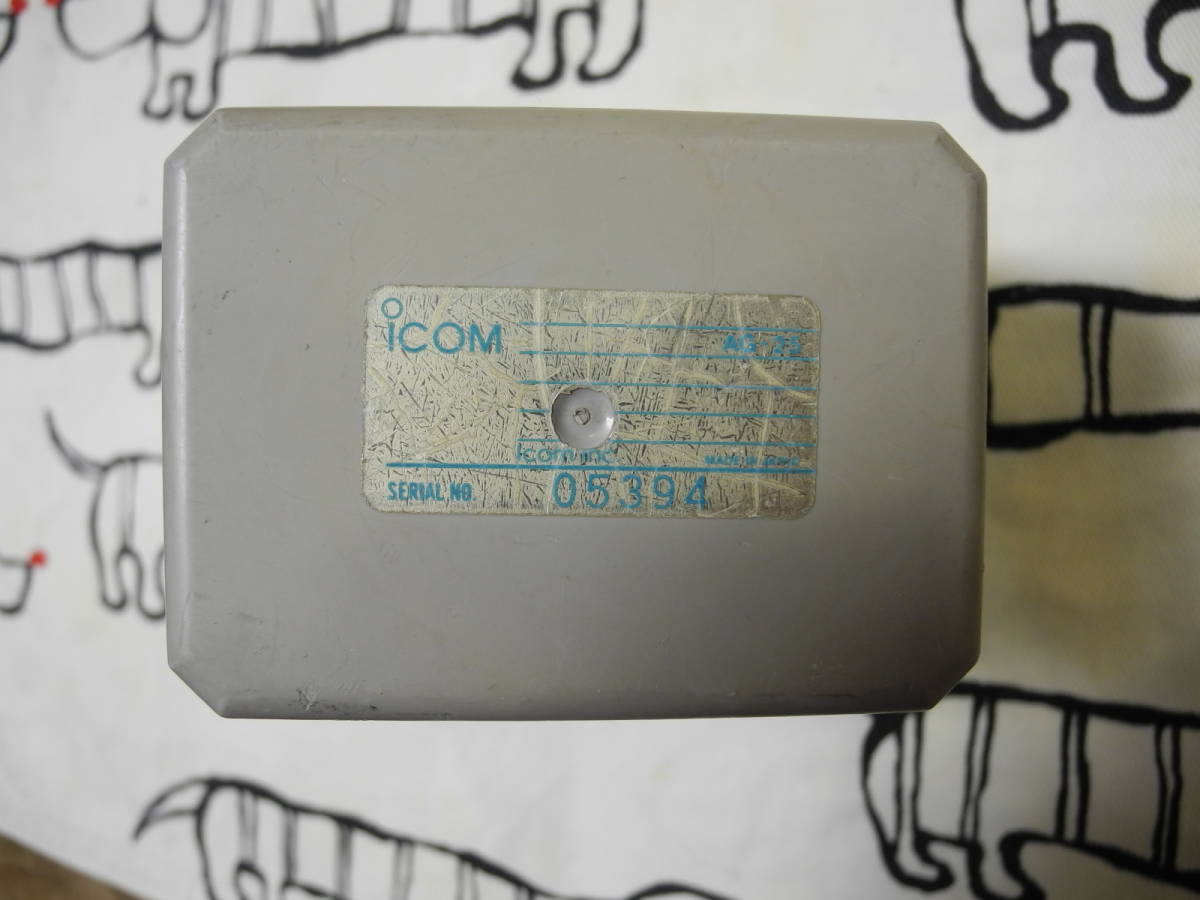 ICOM
AG-25
Icom Inc.
MADE IN JAPAN
SERIAL NO. 05394